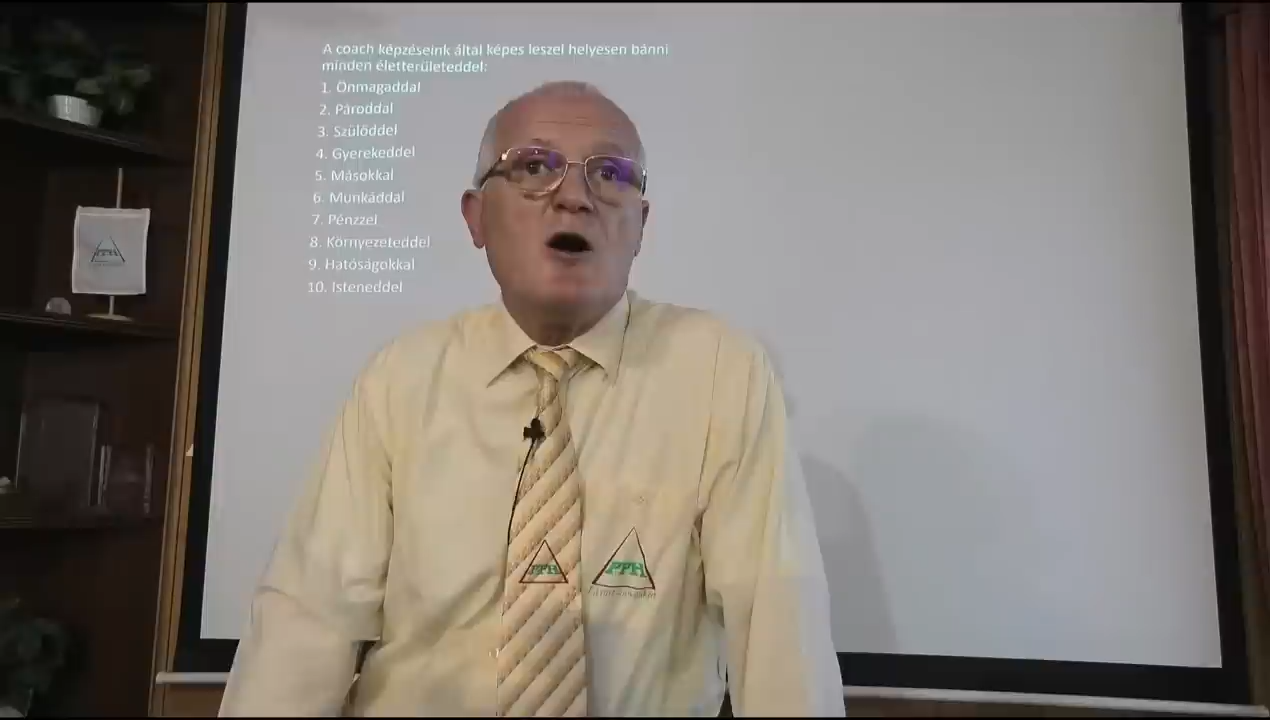 A coach képzéseink által képes leszel helyesen bánni
minden életterületeddel:
1. Önmagaddal
2. Pároddal
3. Szülőddel
4. Gyerekeddel
5. Másokkal
6. Munkáddal
7. Pénzzel
8. Környezeteddel
9. Hatóságokkal
10. Isteneddel
PPH
PPH